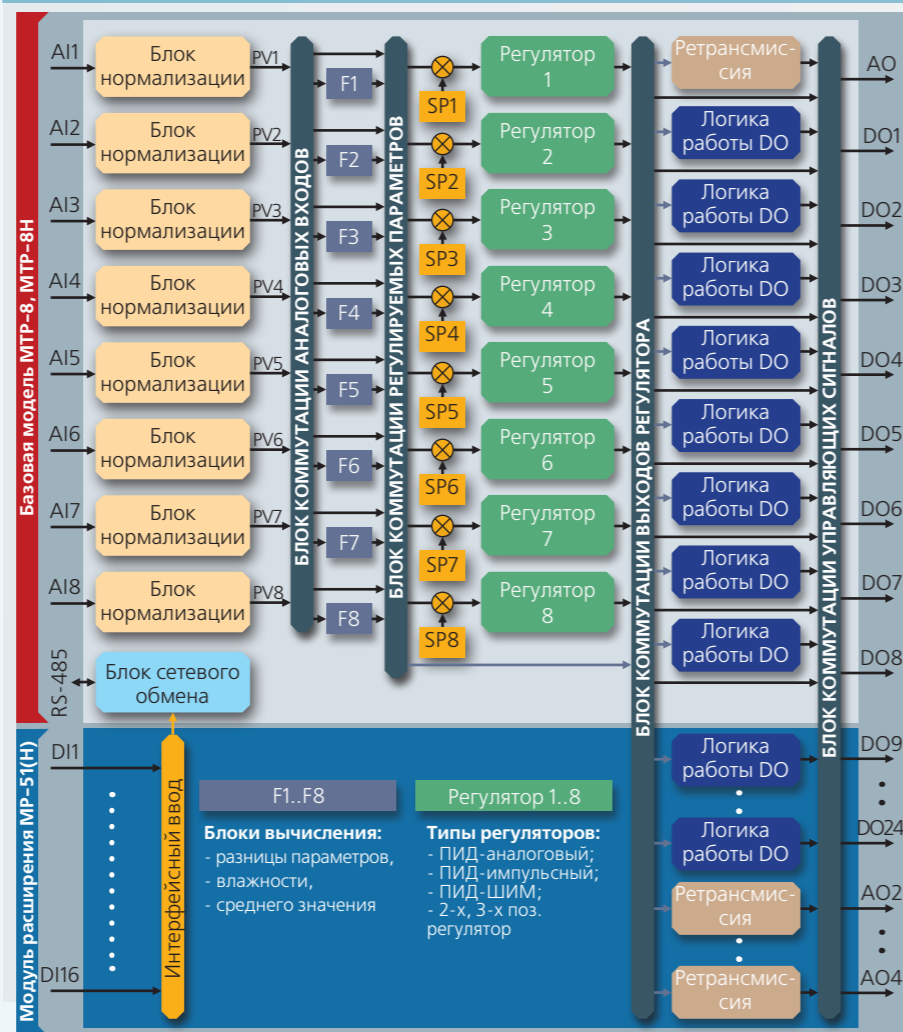 Базовая модель МТР-8, МТР-8Н
AI1
Блок
нормализации
PV1
AI2
Блок
нормализации
PV2
AI3
Блок
нормализации
PV3
AI4
Блок
нормализации
PV4
AI5
Блок
нормализации
PV5
AI6
Блок
нормализации
PV6
AI7
Блок
нормализации
PV7
AI8
Блок
нормализации
PV8
RS-485
Блок сетевого
обмена
БЛОК КОММУТАЦИИ АНАЛОГОВЫХ ВХОДОВ
F1
F2
F3
F4
F5
F6
F7
F8
БЛОК КОММУТАЦИИ РЕГУЛИРУЕМЫХ ПАРАМЕТРОВ
SP1
SP2
SP3
SP4
SP5
SP6
SP7
SP8
Регулятор
1
Регулятор
2
Регулятор
3
Регулятор
4
Регулятор
5
Регулятор
6
Регулятор
7
Регулятор
8
БЛОК КОММУТАЦИИ ВЫХОДОВ РЕГУЛЯТОРА
Ретрансмис-
сия
Логика
работы DO
Логика
работы DO
Логика
работы DO
Логика
работы DO
Логика
работы DO
Логика
работы DO
Логика
работы DO
Логика
работы DO
БЛОК КОММУТАЦИИ УПРАВЛЯЮЩИХ СИГНАЛОВ
AO
DO1
DO2
DO3
DO4
DO5
DO6
DO7
DO8
Модуль расширения МР-51(Н)
DI1
DI16
Интерфейсный ввод
F1..F8
Блоки вычисления:
- разницы параметров,
- влажности,
- среднего значения
Регулятор 1..8
Типы регуляторов:
- ПИД-аналоговый;
- ПИД-импульсный;
- ПИД-ШИМ;
- 2-х, 3-х поз.
регулятор
Логика
работы DO
Логика
работы DO
Ретрансмис-
сия
Ретрансмис-
сия
DO9
DO24
AO2
AO4